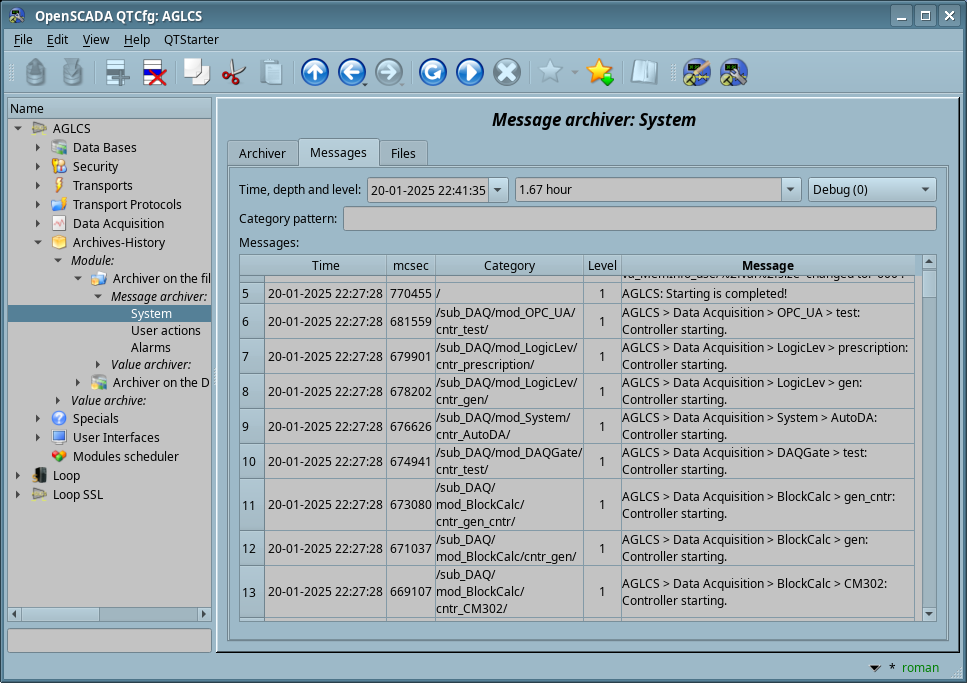 OpenSCADA QTCfg: AGLCS
File Edit View Help QTStarter
Name
AGLCS
Data Bases
Security
Transports
Transport Protocols
Data Acquisition
Archives-History
Module:
Archiver on the fil
Message archiver:
System
User actions
Alarms
Value archiver:
Archiver on the D
Value archive:
Specials
User Interfaces
Modules scheduler
Loop
Loop SSL
Message archiver: System
Archiver Messages Files
Time, depth and level: 20-01-2025 22:41:35 1.67 hour Debug (0)
Category pattern:
Messages:
Time mcsec Category Level Message
5 20-01-2025 22:27:28 770455 / 1 AGLCS: Starting is completed!
6 20-01-2025 22:27:28 681559 /sub_DAQ/mod_OPC_UA/ 1 AGLCS > Data Acquisition > OPC_UA > test:
cntr_test/ Controller starting.
7 20-01-2025 22:27:28 679901 /sub_DAQ/mod_LogicLev/ 1 AGLCS > Data Acquisition > LogicLev > prescription:
cntr_prescription/ Controller starting.
8 20-01-2025 22:27:28 678202 /sub_DAQ/mod_LogicLev/ 1 AGLCS > Data Acquisition > LogicLev > gen:
cntr_gen/ Controller starting.
9 20-01-2025 22:27:28 676626 /sub_DAQ/mod_System/ 1 AGLCS > Data Acquisition > System > AutoDA:
cntr_AutoDA/ Controller starting.
10 20-01-2025 22:27:28 674941 /sub_DAQ/mod_DAQGate/ 1 AGLCS > Data Acquisition > DAQGate > test:
cntr_test/ Controller starting.
11 20-01-2025 22:27:28 673080 /sub_DAQ/ 1 AGLCS > Data Acquisition > BlockCalc > gen_cntr:
mod_BlockCalc/ Controller starting.
cntr_gen_cntr/
12 20-01-2025 22:27:28 671037 /sub_DAQ/ 1 AGLCS > Data Acquisition > BlockCalc > gen:
mod_BlockCalc/cntr_gen/ Controller starting.
13 20-01-2025 22:27:28 669107 /sub_DAQ/ 1 AGLCS > Data Acquisition > BlockCalc > CM302:
mod_BlockCalc/ Controller starting.
cntr_CM302/
* roman